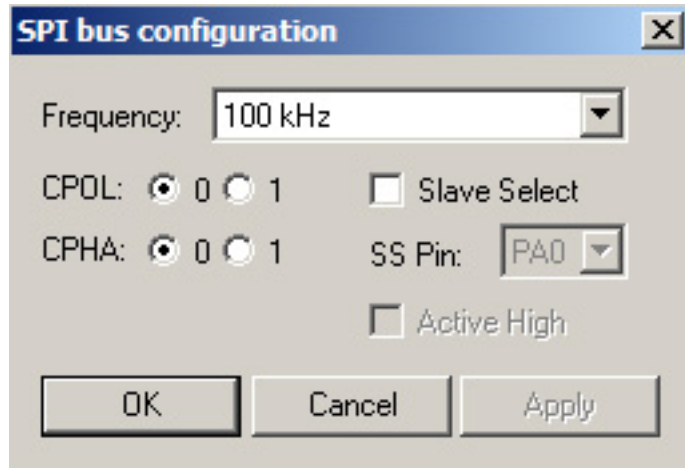 SPI bus configuration
Frequency: 100 kHz
CPOL: 0 1 Slave Select
CPHA: 0 1 SS Pin: PA0
Active High
OK Cancel Apply